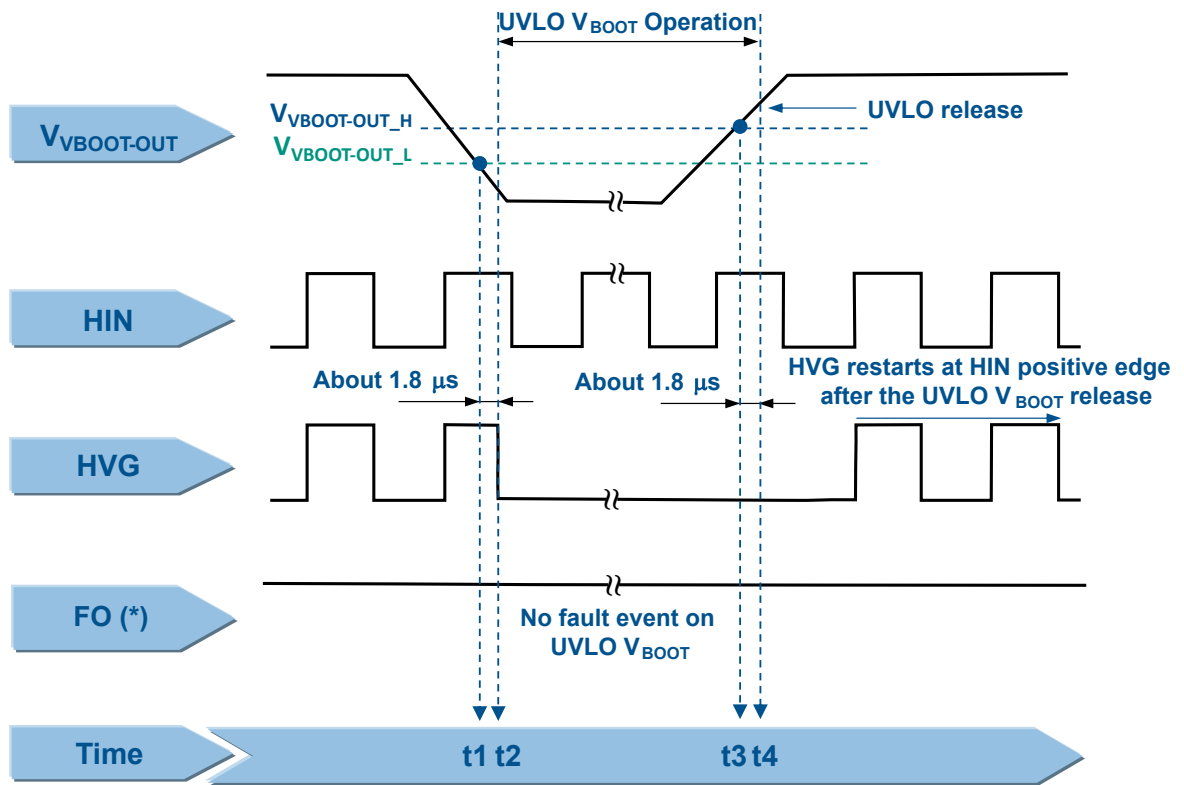 UVLO VBOOT Operation
VVBOOT-OUT
VVBOOT-OUT_H
VVBOOT-OUT_L
UVLO release
HIN
About 1.8 μs
About 1.8 μs
HVG restarts at HIN positive edge
after the UVLO VBOOT release
HVG
FO (*)
No fault event on
UVLO VBOOT
Time
t1 t2
t3 t4